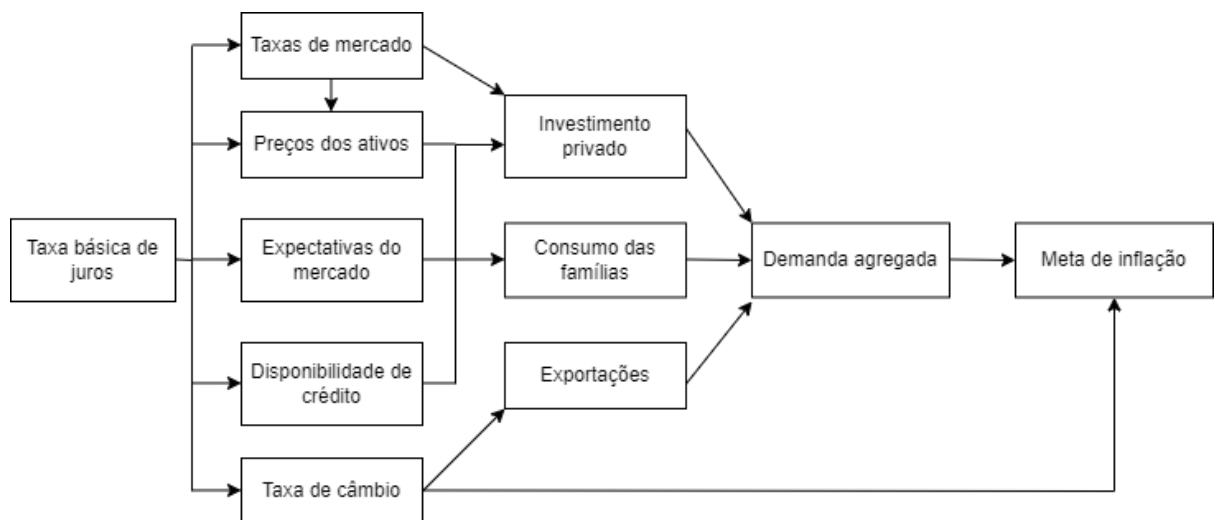 Taxas de mercado
Preços dos ativos
Investimento
privado
Taxa básica de
juros
Expectativas do
mercado
Consumo das
famílias
Demanda agregada
Meta de inflação
Disponibilidade de
crédito
Exportações
Taxa de câmbio